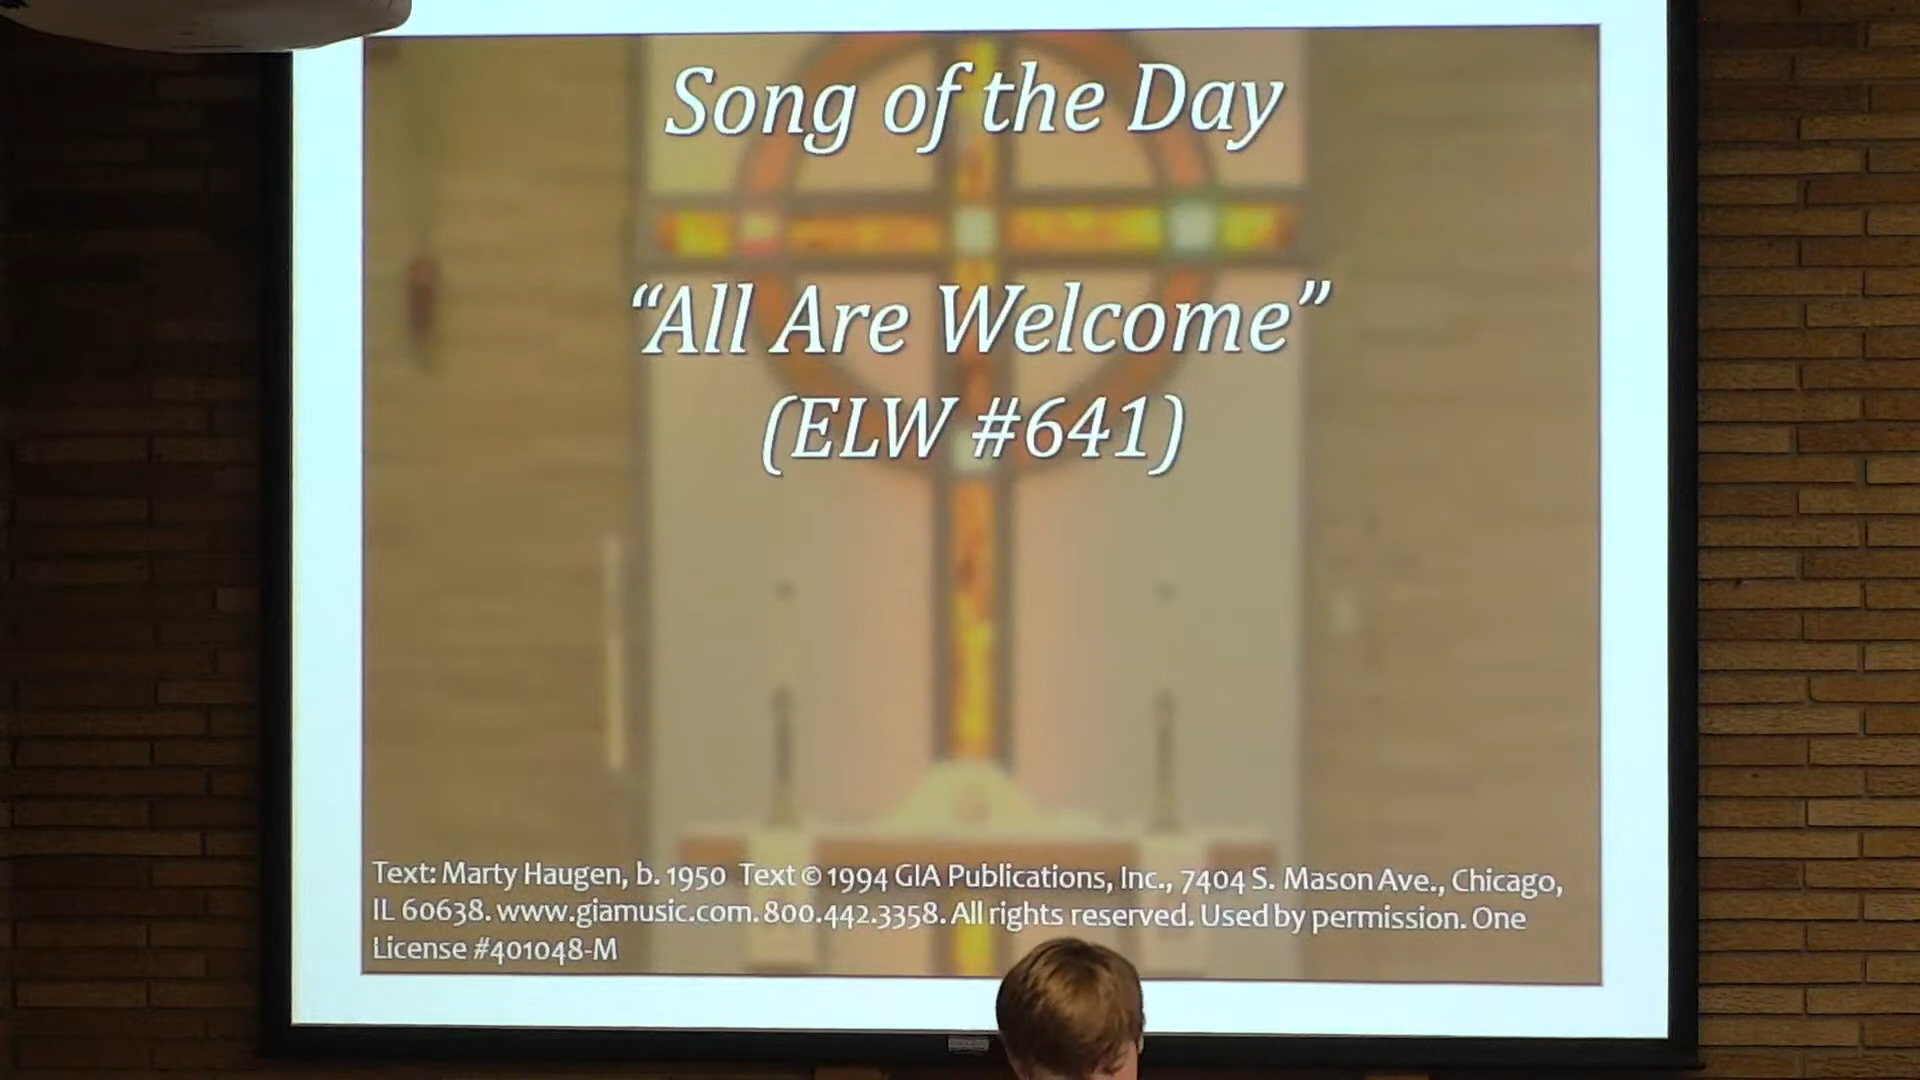 Song of the Day
“All Are Welcome”
(ELW #641)
Text: Marty Haugen, b. 1950 Text © 1994 GIA Publications, Inc., 7404 S. Mason Ave., Chicago,
IL 60638. www.giamusic.com. 800.442.3358. All rights reserved. Used by permission. One
License #401048-M